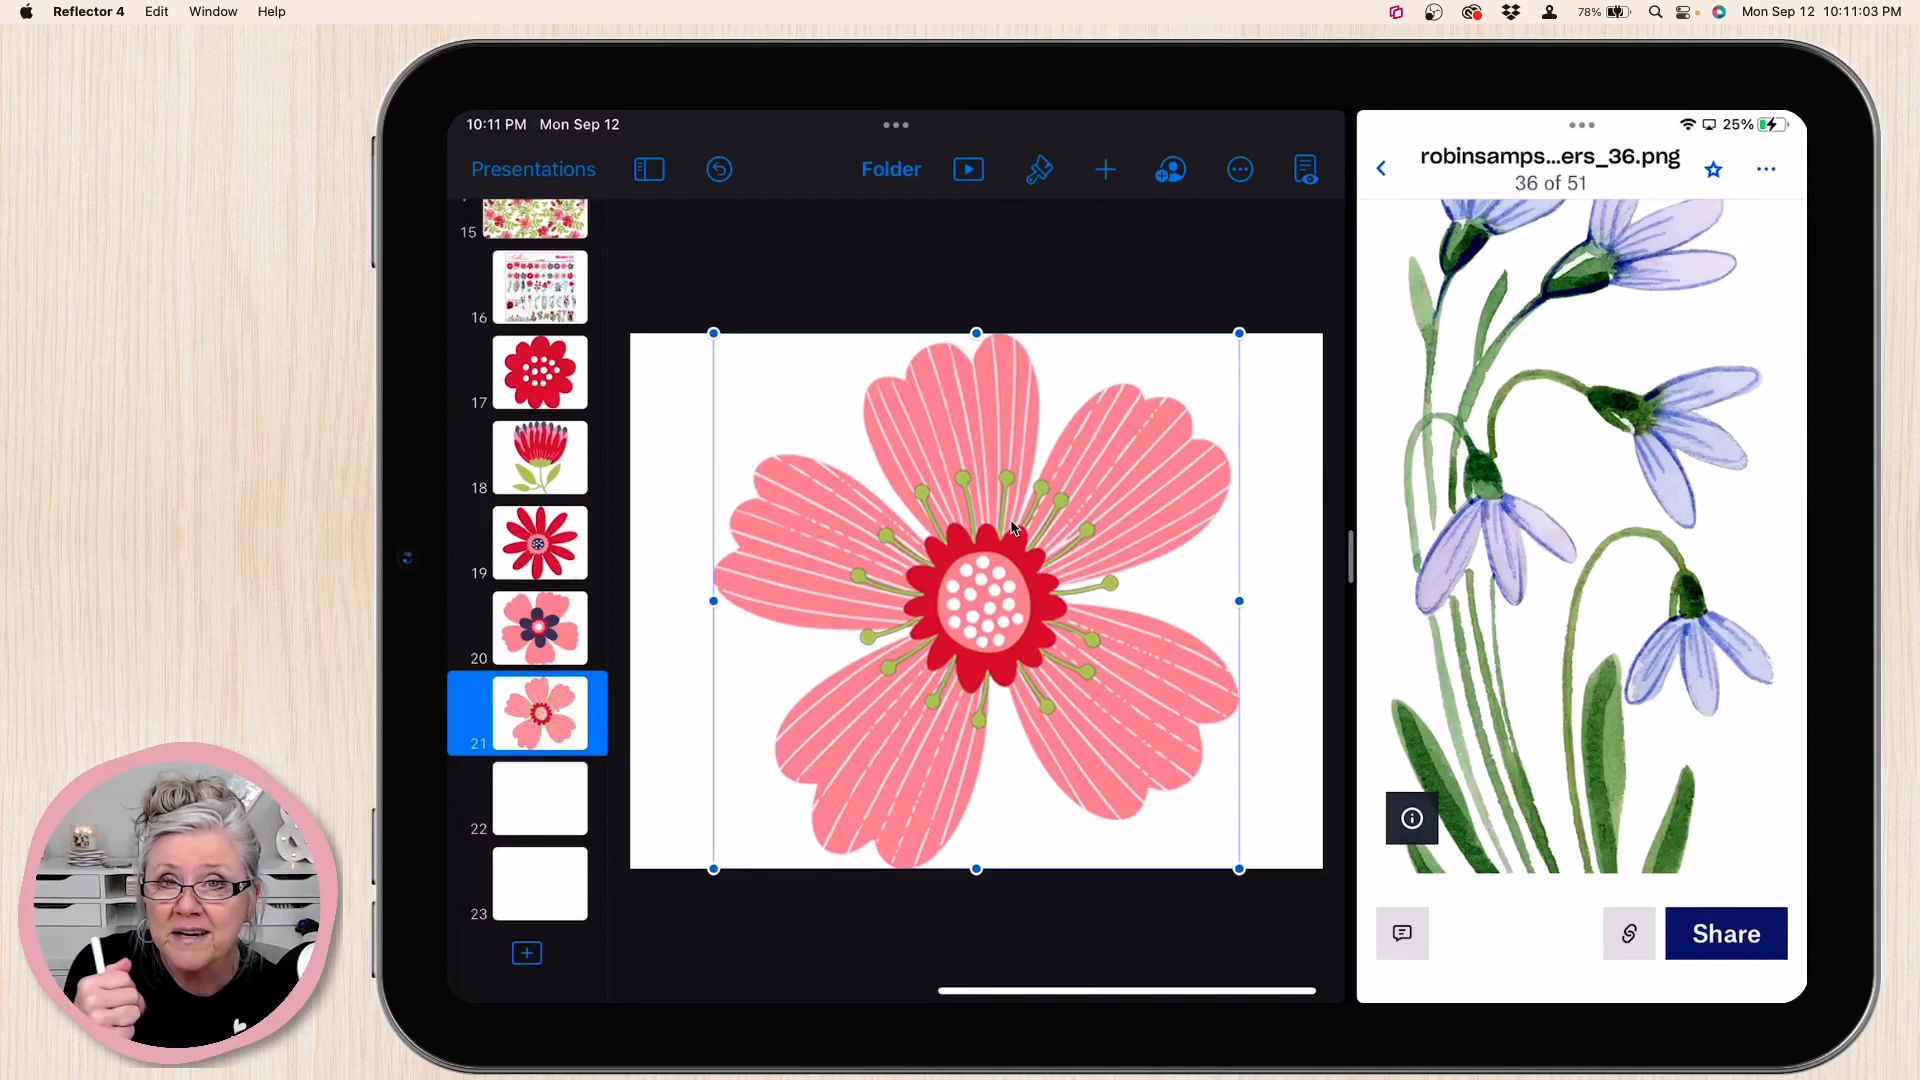 Reflector 4 Edit Window Help
78% Mon Sep 12 10:11:03 PM
10:11 PM Mon Sep 12
Presentations
Folder
15
16
17
18
19
20
21
22
23
25%
robinsamps...ers_36.png
36 of 51
Share